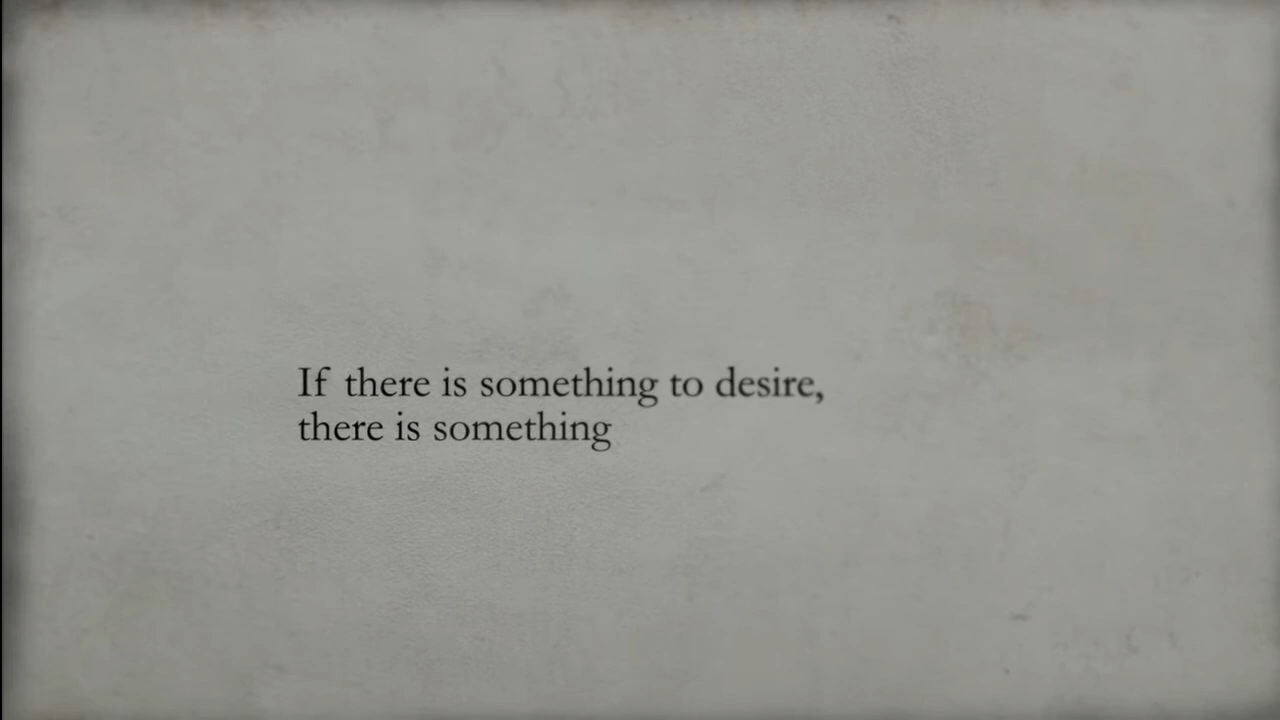 If there is something to desire,
there is something